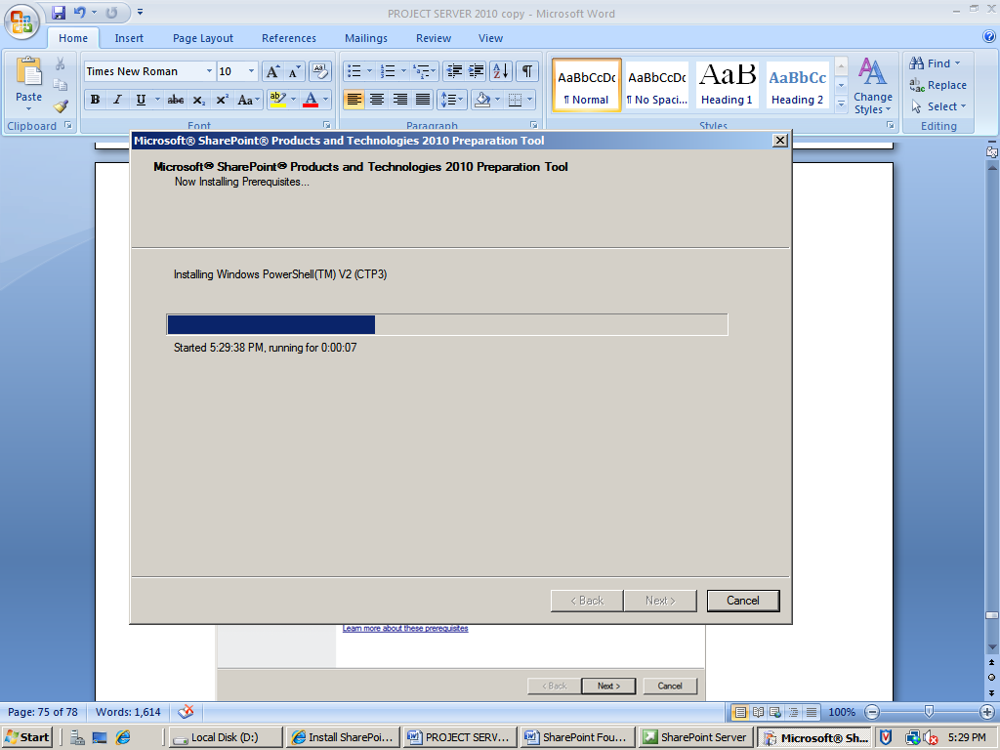 PROJECT SERVER 2010 copy - Microsoft Word
Home Insert Page Layout References Mailings Review View
Paste
Clipboard
Times New Roman 10
B I U abc X₂ X² Aa
Font
Paragraph
AaBbCcDc AaBbCcDc AaB AaBbCc
¶ Normal ¶ No Spaci... Heading 1 Heading 2
Change Styles
Styles
Find
Replace
Select
Editing
Microsoft® SharePoint® Products and Technologies 2010 Preparation Tool
Microsoft® SharePoint® Products and Technologies 2010 Preparation Tool
Now Installing Prerequisites...
Installing Windows PowerShell(TM) V2 (CTP3)
Started 5:29:38 PM, running for 0:00:07
< Back Next > Cancel
Learn more about these prerequisites
< Back Next > Cancel
Page: 75 of 78 Words: 1,614 100%
Start Local Disk (D:) Install SharePoi... PROJECT SERV... SharePoint Fou... SharePoint Server Microsoft® Sh... 5:29 PM